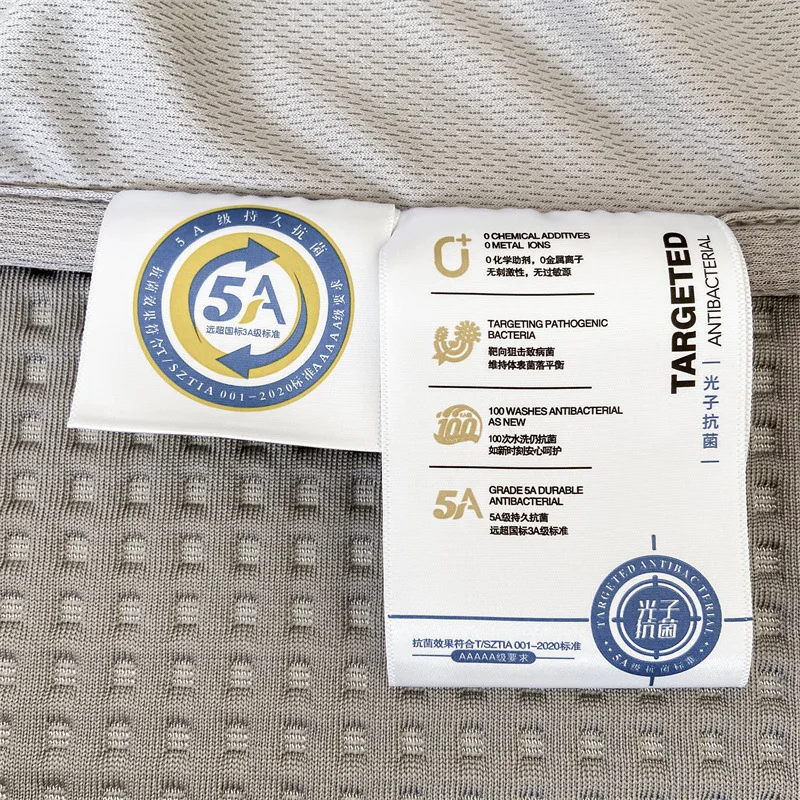 5A级持久抗菌
5A
远超国标3A级标准
抗菌效果符合T/SZTIA 001-2020标准AAAAA级要求
0 CHEMICAL ADDITIVES
0 METAL IONS
0化学助剂，0金属离子
无刺激性，无过敏源
TARGETING PATHOGENIC
BACTERIA
靶向狙击致病菌
维持体表菌落平衡
100
100 WASHES ANTIBACTERIAL
AS NEW
100次水洗仍抗菌
如新时刻安心呵护
5A
GRADE 5A DURABLE
ANTIBACTERIAL
5A级持久抗菌
远超国标3A级标准
TARGETED
ANTIBACTERIAL
光子抗菌
TARGETED ANTIBACTERIAL
光子
抗菌
5A级抗菌标准
抗菌效果符合T/SZTIA 001-2020标准
AAAAA级要求